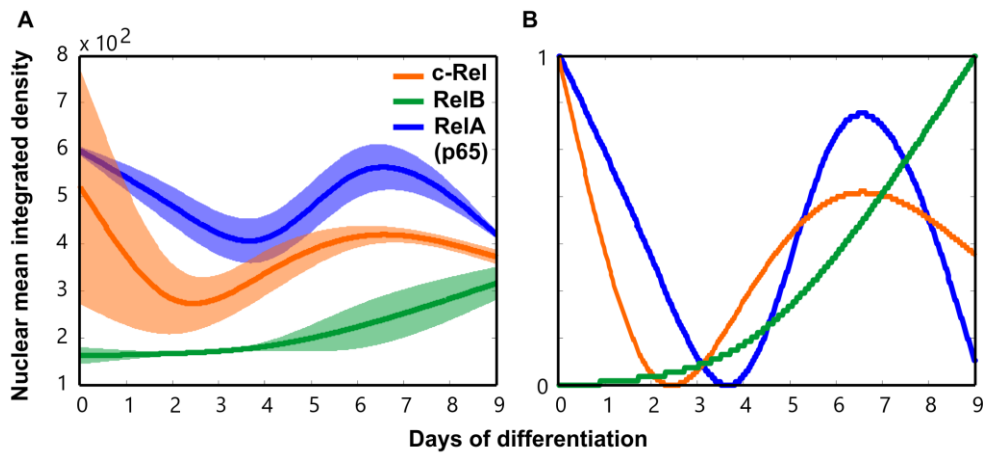 A
B
× 10²
Nuclear mean integrated density
8
7
6
5
4
3
2
1
c-Rel
RelB
RelA
(p65)
0 1 2 3 4 5 6 7 8 9
1
0
0 1 2 3 4 5 6 7 8 9
Days of differentiation